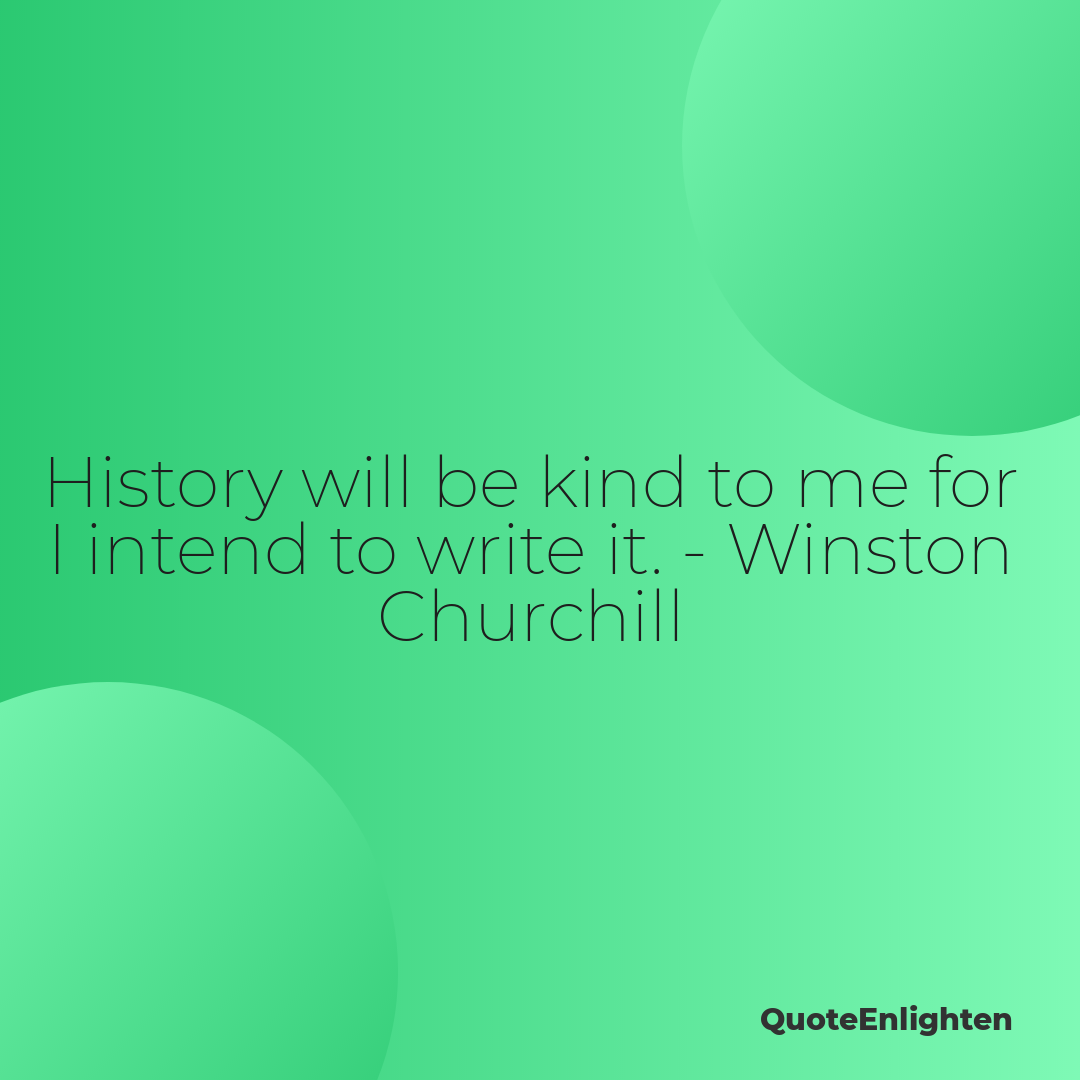 History will be kind to me for
I intend to write it. - Winston
Churchill
QuoteEnlighten